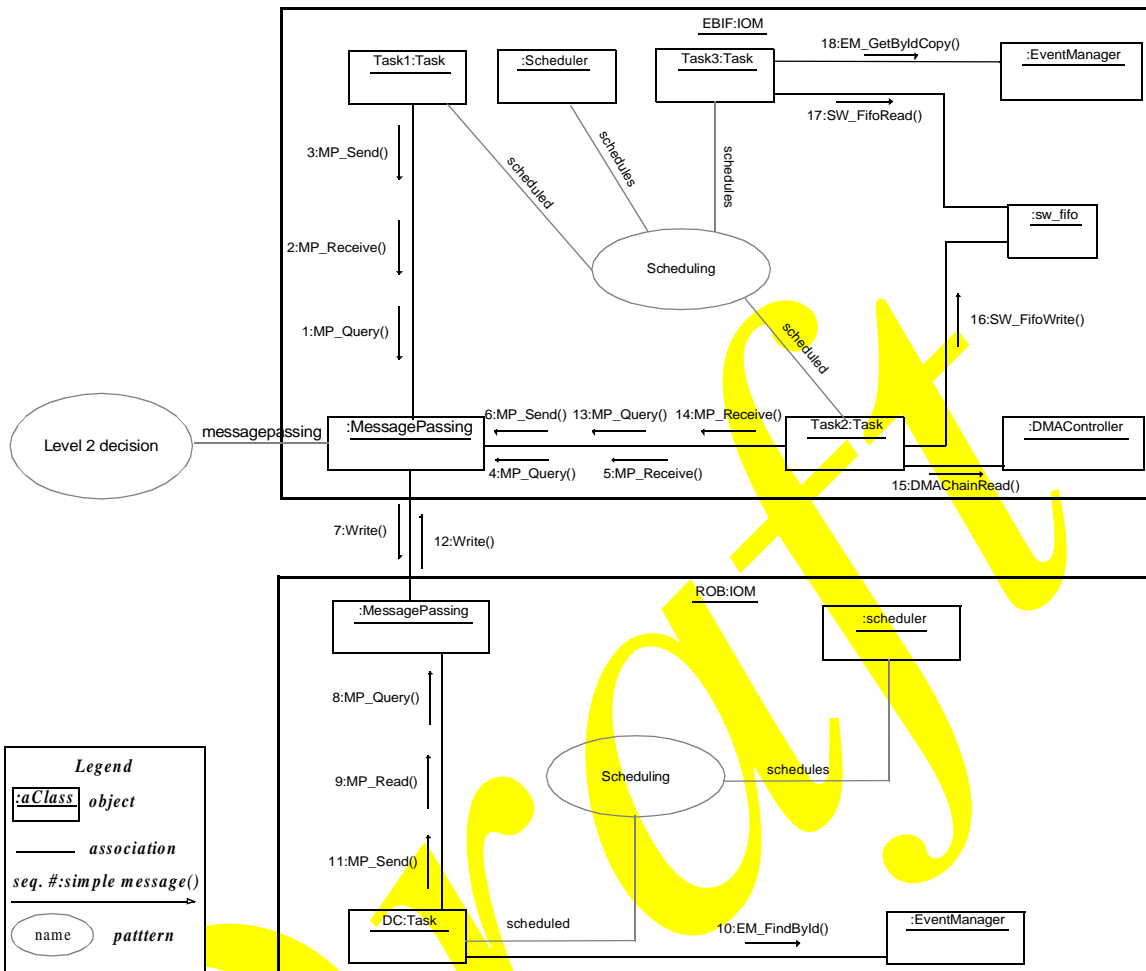 EBIF:IOM
18:EM_GetByIdCopy()
Task1:Task
:Scheduler
Task3:Task
:EventManager
17:SW_FifoRead()
3:MP_Send()
scheduled
schedules
schedules
:sw_fifo
2:MP_Receive()
Scheduling
1:MP_Query()
16:SW_FifoWrite()
scheduled
6:MP_Send()
13:MP_Query()
14:MP_Receive()
Level 2 decision
messagepassing
:MessagePassing
Task2:Task
:DMAController
4:MP_Query()
5:MP_Receive()
15:DMAChainRead()
7:Write()
12:Write()
ROB:IOM
:MessagePassing
:scheduler
8:MP_Query()
Scheduling
schedules
9:MP_Read()
11:MP_Send()
DC:Task
scheduled
10:EM_FindById()
:EventManager
Legend
:aClass object
association
seq. #:simple message()
name patttern